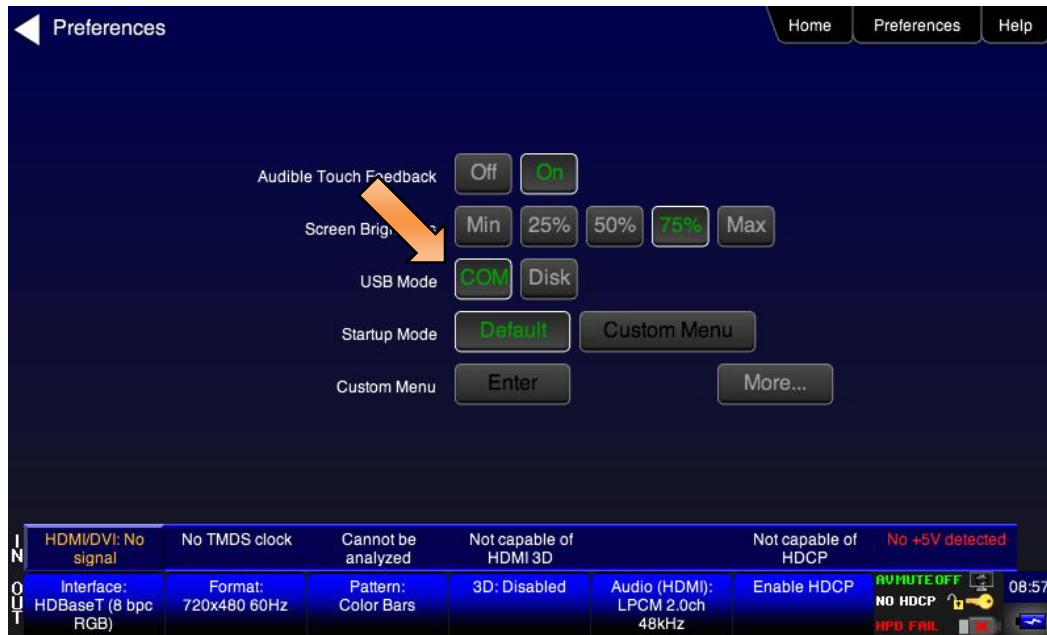 Preferences
Home Preferences Help
Audible Touch Feedback Off On
Screen Min 25% 50% 75% Max
USB Mode COM Disk
Startup Mode Default Custom Menu
Custom Menu Enter More...
IN
HDMI/DVI: No
signal
No TMDS clock
Cannot be
analyzed
Not capable of
HDMI 3D
Not capable of
HDCP
No +5V detected
OUT
Interface:
HDBaseT (8 bpc
RGB)
Format:
720x480 60Hz
Pattern:
Color Bars
3D: Disabled
Audio (HDMI):
LPCM 2.0ch
48kHz
Enable HDCP
AVMUTEOFF
NO HDCP
HPD FAIL
08:57